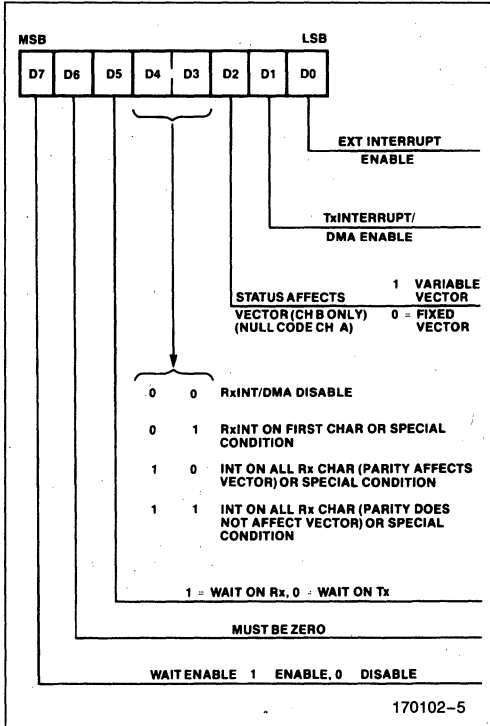 MSB LSB
D7 D6 D5 D4 D3 D2 D1 D0
EXT INTERRUPT
ENABLE
TxINTERRUPT/
DMA ENABLE
STATUS AFFECTS
VECTOR (CH B ONLY)
(NULL CODE CH A)
1 VARIABLE
VECTOR
0 = FIXED
VECTOR
0 0 RxINT/DMA DISABLE
0 1 RxINT ON FIRST CHAR OR SPECIAL
CONDITION
1 0 INT ON ALL Rx CHAR (PARITY AFFECTS
VECTOR) OR SPECIAL CONDITION
1 1 INT ON ALL Rx CHAR (PARITY DOES
NOT AFFECT VECTOR) OR SPECIAL
CONDITION
1 = WAIT ON Rx, 0 = WAIT ON Tx
MUST BE ZERO
WAIT ENABLE 1 ENABLE, 0 DISABLE
170102-5